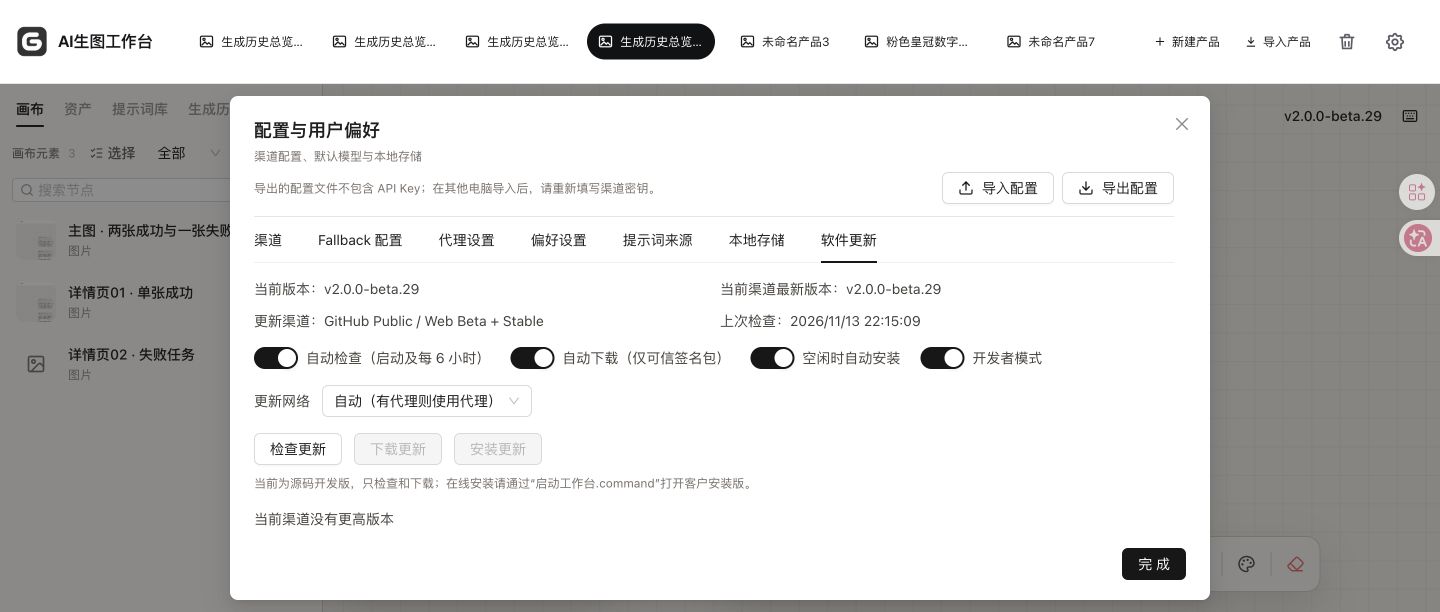 AI生图工作台
生成历史总览...
生成历史总览...
生成历史总览...
生成历史总览...
未命名产品3
粉色皇冠数字...
未命名产品7
新建产品
导入产品
画布 资产 提示词库 生成历
v2.0.0-beta.29
画布元素 3 选择 全部
搜索节点
主图 · 两张成功与一张失败
图片
详情页01 · 单张成功
图片
详情页02 · 失败任务
图片
配置与用户偏好
渠道配置、默认模型与本地存储
导出的配置文件不包含 API Key；在其他电脑导入后，请重新填写渠道密钥。
导入配置 导出配置
渠道 Fallback 配置 代理设置 偏好设置 提示词来源 本地存储 软件更新
当前版本：v2.0.0-beta.29
当前渠道最新版本：v2.0.0-beta.29
更新渠道：GitHub Public / Web Beta + Stable
上次检查：2026/11/13 22:15:09
自动检查（启动及每 6 小时） 自动下载（仅可信签名包） 空闲时自动安装 开发者模式
更新网络 自动（有代理则使用代理）
检查更新 下载更新 安装更新
当前为源码开发版，只检查和下载；在线安装请通过“启动工作台.command”打开客户安装版。
当前渠道没有更高版本
完 成